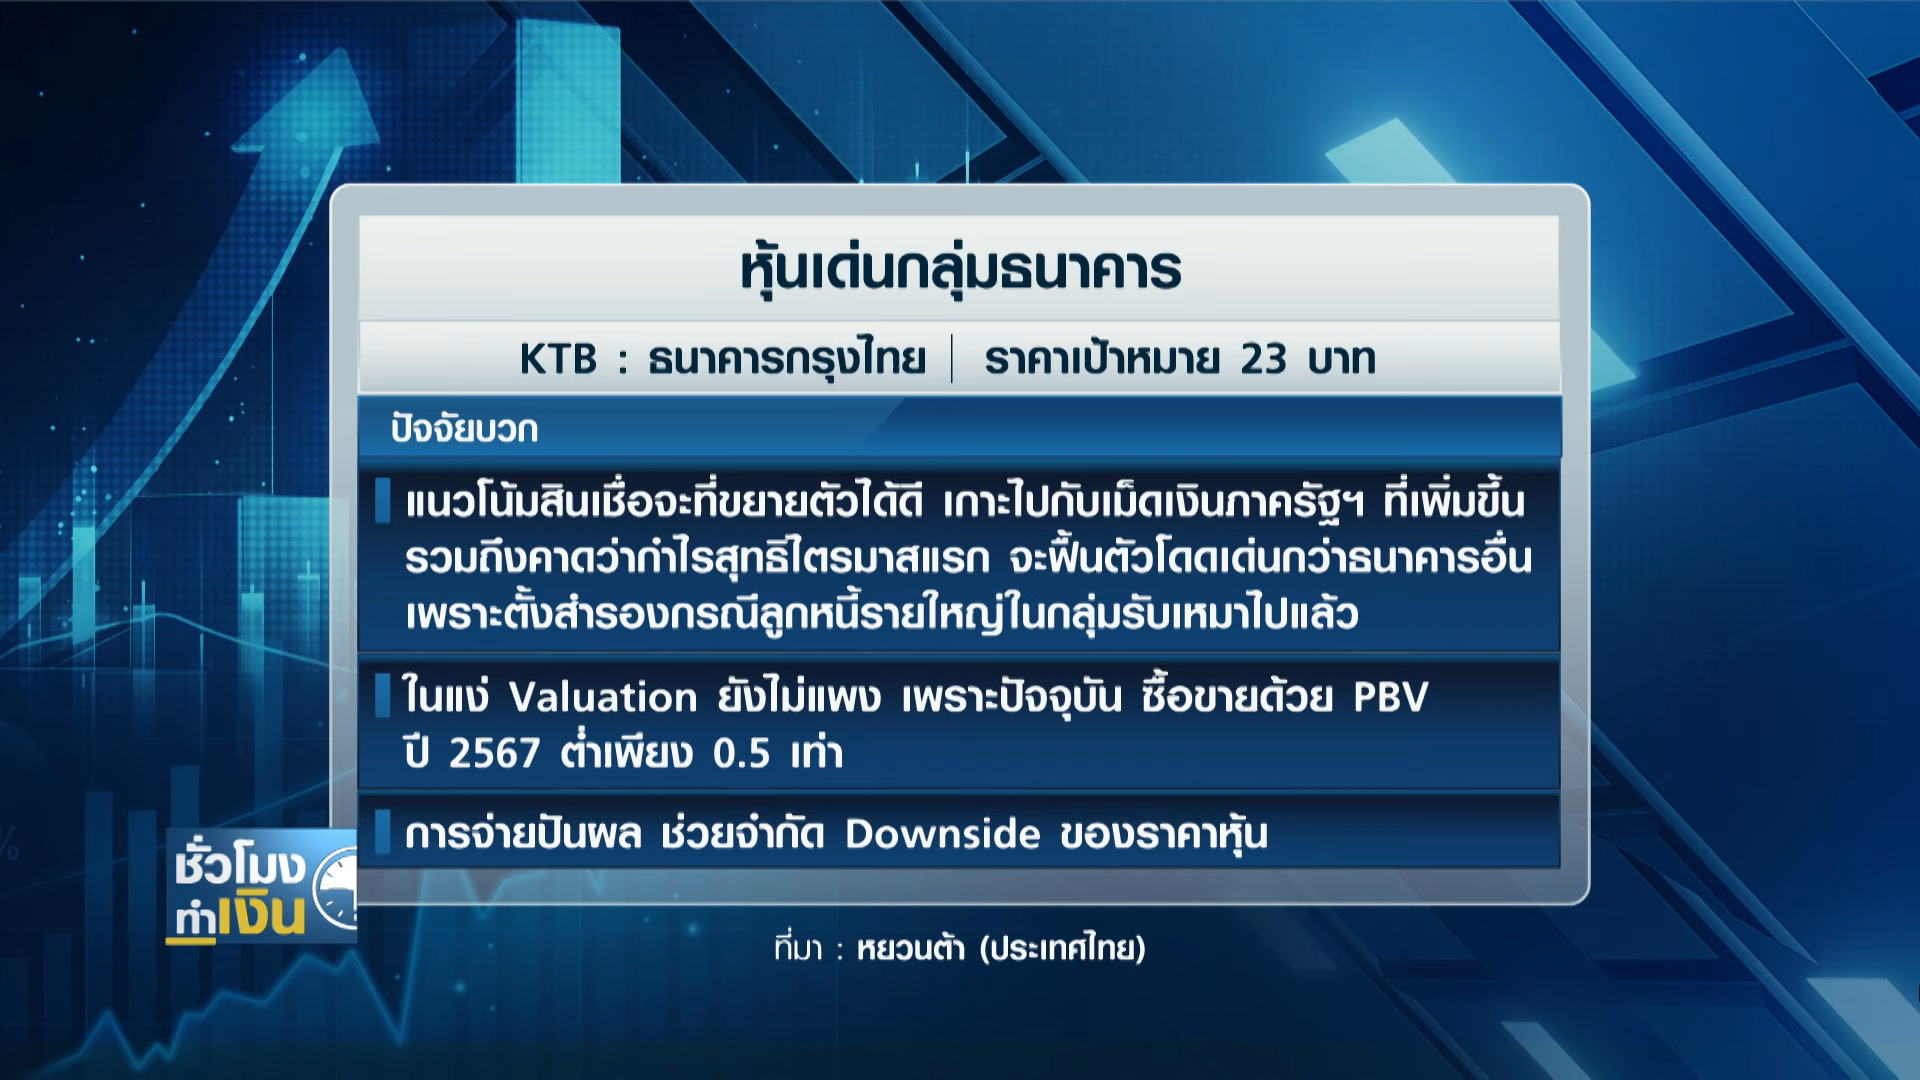 หุ้นเด่นกลุ่มธนาคาร
KTB : ธนาคารกรุงไทย | ราคาเป้าหมาย 23 บาท
ปัจจัยบวก
แนวโน้มสินเชื่อจะที่ขยายตัวได้ดี เกาะไปกับเม็ดเงินภาครัฐฯ ที่เพิ่มขึ้น
รวมถึงคาดว่ากำไรสุทธิไตรมาสแรก จะฟื้นตัวโดดเด่นกว่าธนาคารอื่น
เพราะตั้งสำรองกรณีลูกหนี้รายใหญ่ในกลุ่มรับเหมาไปแล้ว
ในแง่ Valuation ยังไม่แพง เพราะปัจจุบัน ซื้อขายด้วย PBV
ปี 2567 ต่ำเพียง 0.5 เท่า
การจ่ายปันผล ช่วยจำกัด Downside ของราคาหุ้น
ชั่วโมง
ทำเงิน
ที่มา : หยวนต้า (ประเทศไทย)